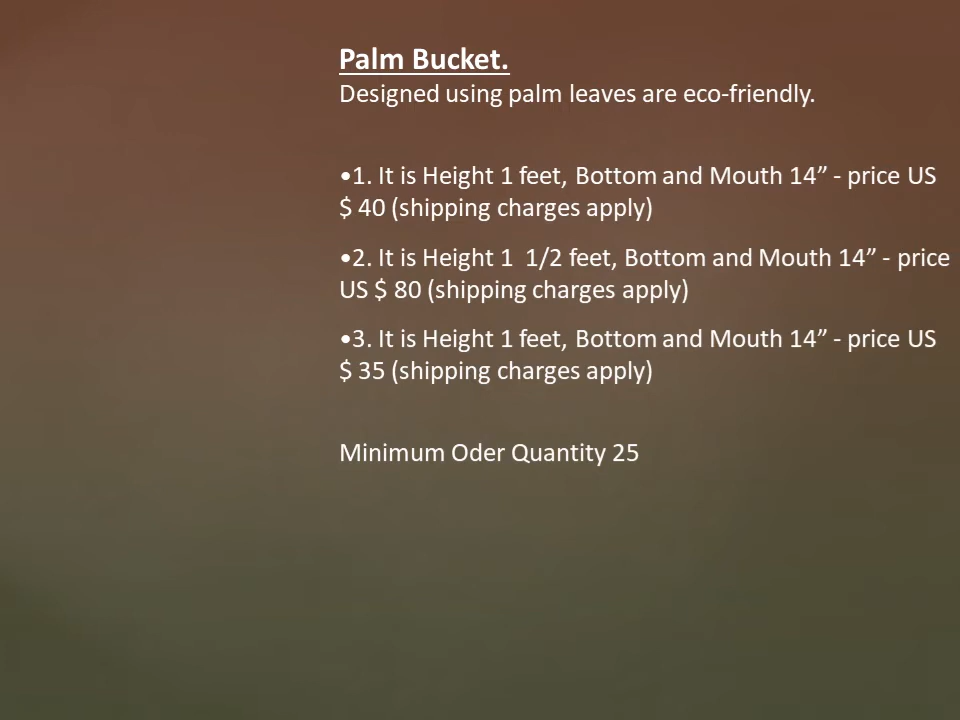 Palm Bucket.
Designed using palm leaves are eco-friendly.
•1. It is Height 1 feet, Bottom and Mouth 14” - price US
$ 40 (shipping charges apply)
•2. It is Height 1  1/2 feet, Bottom and Mouth 14” - price
US $ 80 (shipping charges apply)
•3. It is Height 1 feet, Bottom and Mouth 14” - price US
$ 35 (shipping charges apply)
Minimum Oder Quantity 25